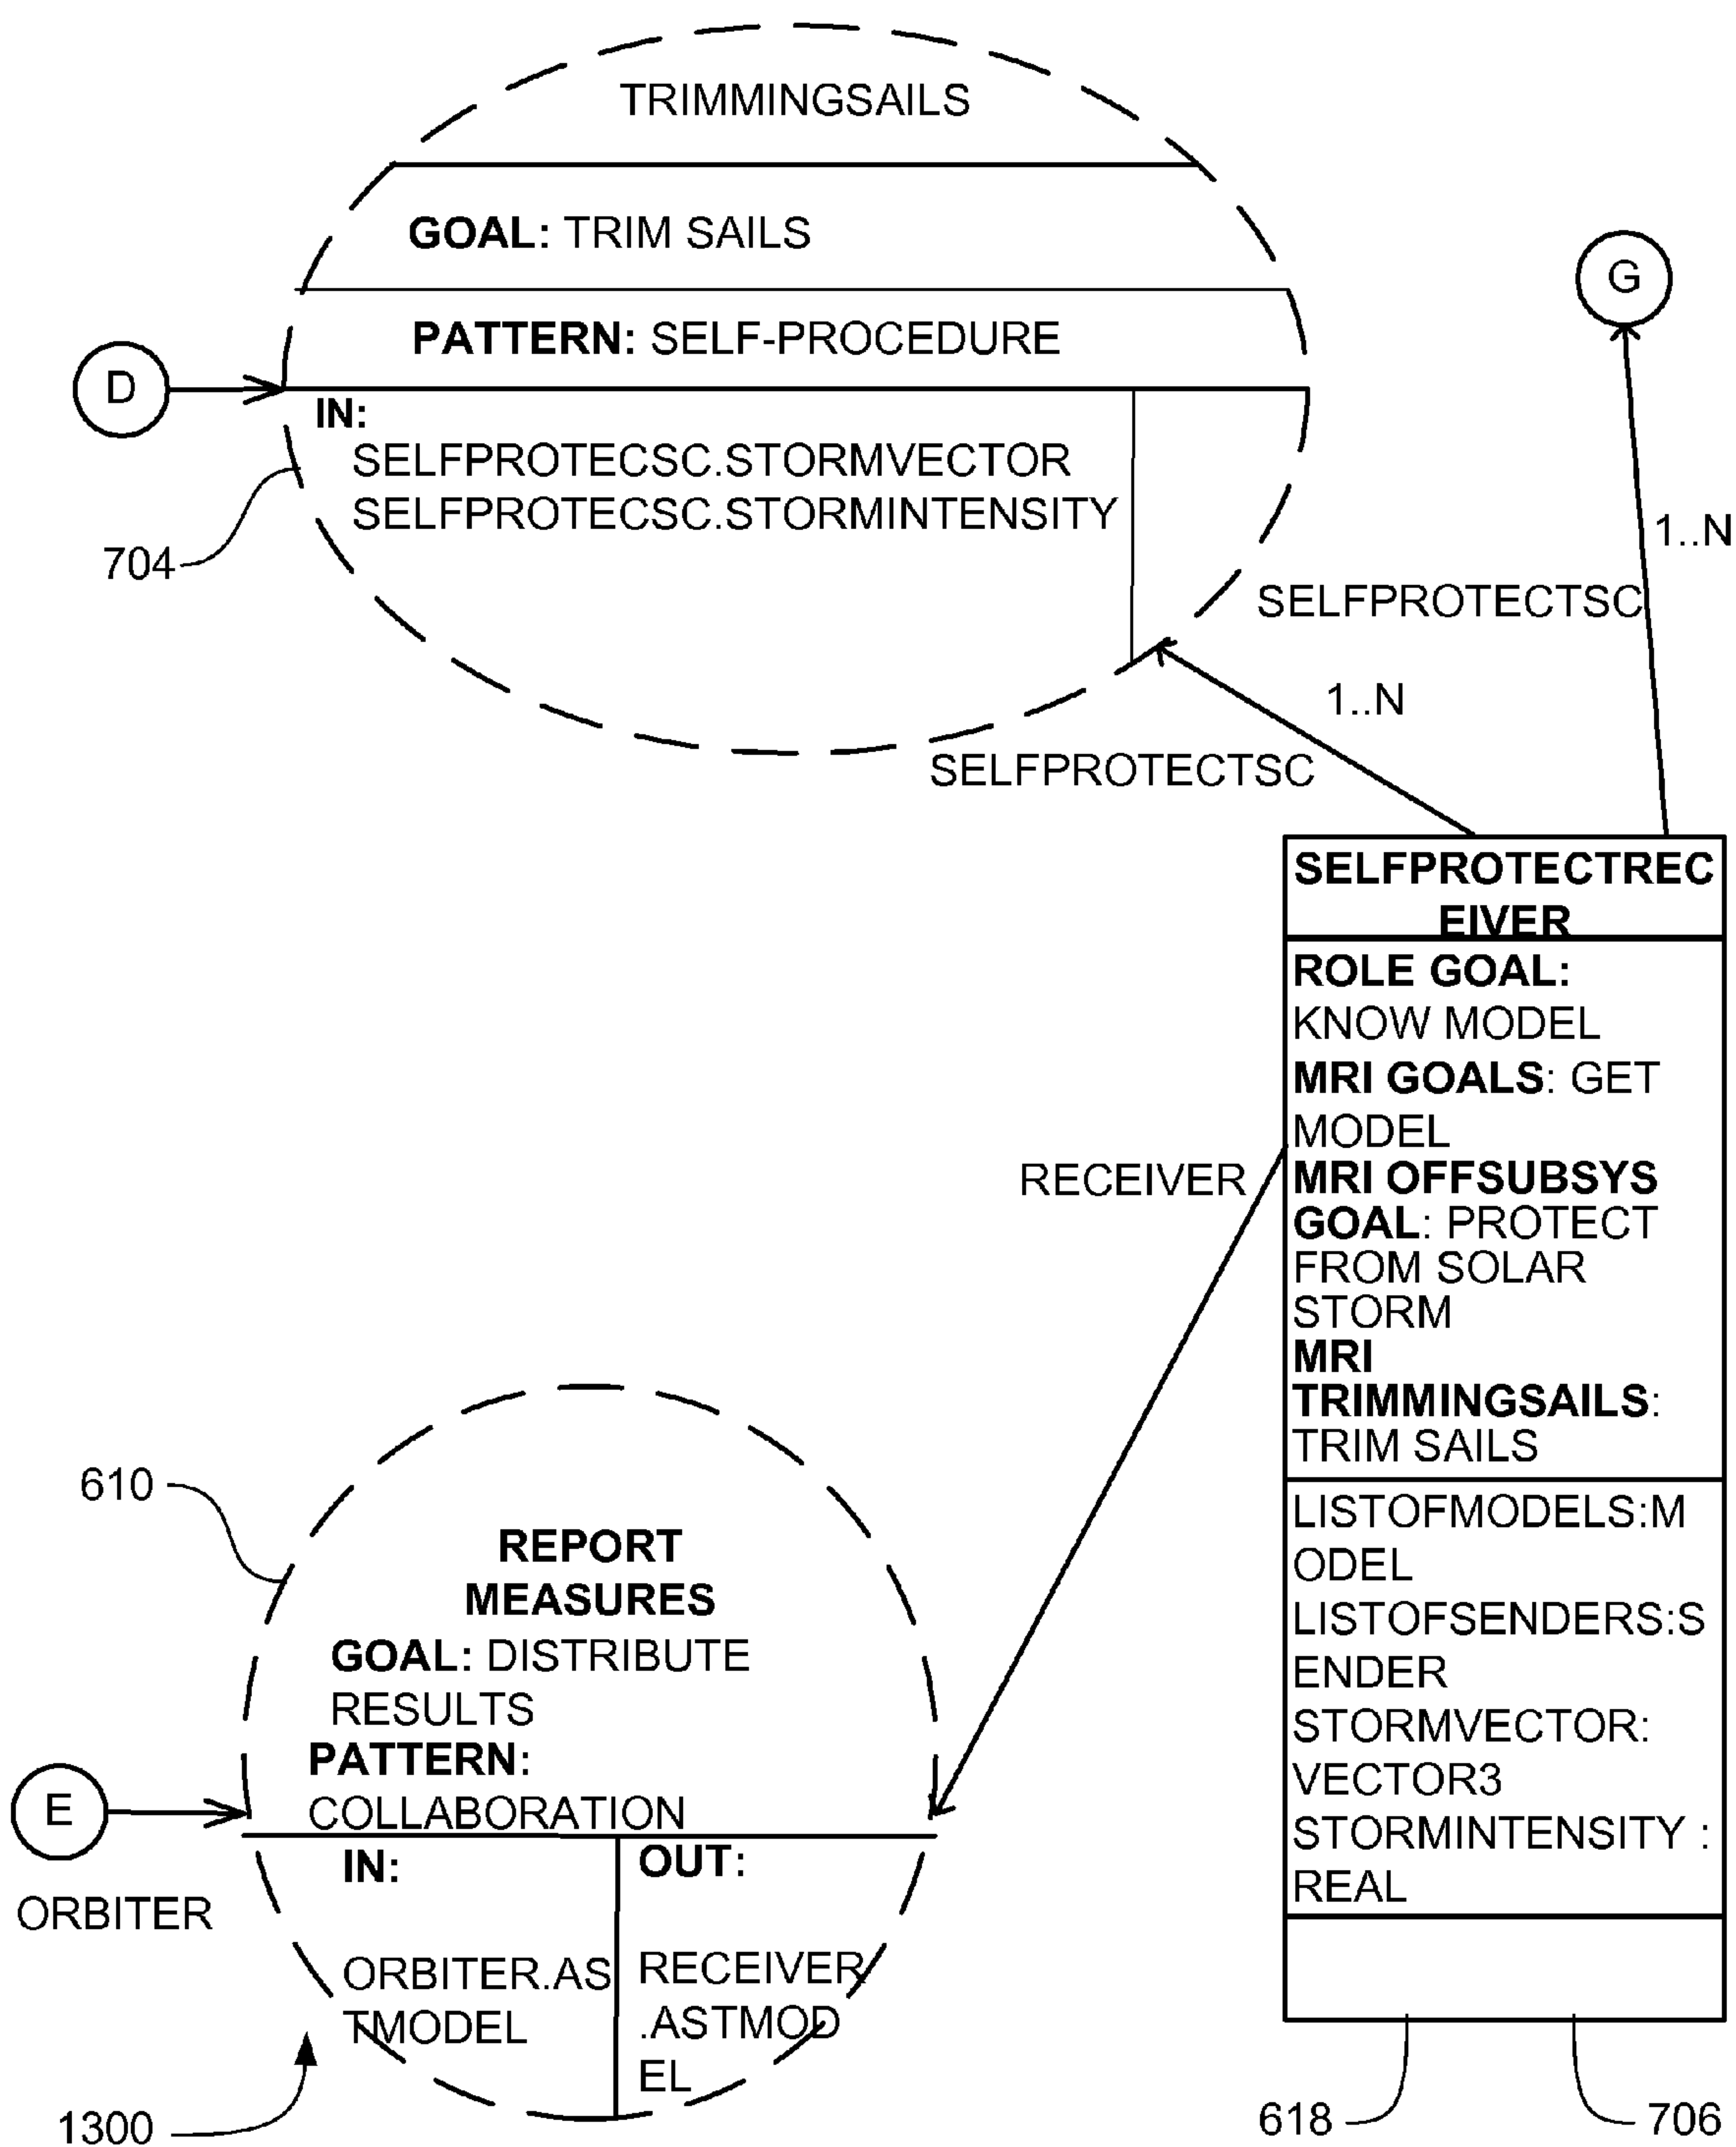 TRIMMINGSAILS
GOAL: TRIM SAILS
PATTERN: SELF-PROCEDURE
D
IN:
SELFPROTECSC.STORMVECTOR
SELFPROTECSC.STORMINTENSITY
704
G
1..N
SELFPROTECTSC
1..N
SELFPROTECTSC
SELFPROTECTREC
EIVER
ROLE GOAL:
KNOW MODEL
MRI GOALS: GET
MODEL
MRI OFFSUBSYS
GOAL: PROTECT
FROM SOLAR
STORM
MRI
TRIMMINGSAILS:
TRIM SAILS
LISTOFMODELS:M
ODEL
LISTOFSENDERS:S
ENDER
STORMVECTOR:
VECTOR3
STORMINTENSITY :
REAL
618
706
RECEIVER
610
REPORT
MEASURES
GOAL: DISTRIBUTE
RESULTS
PATTERN:
COLLABORATION
E
ORBITER
IN:
ORBITER.AS
TMODEL
OUT:
RECEIVER
.ASTMOD
EL
1300